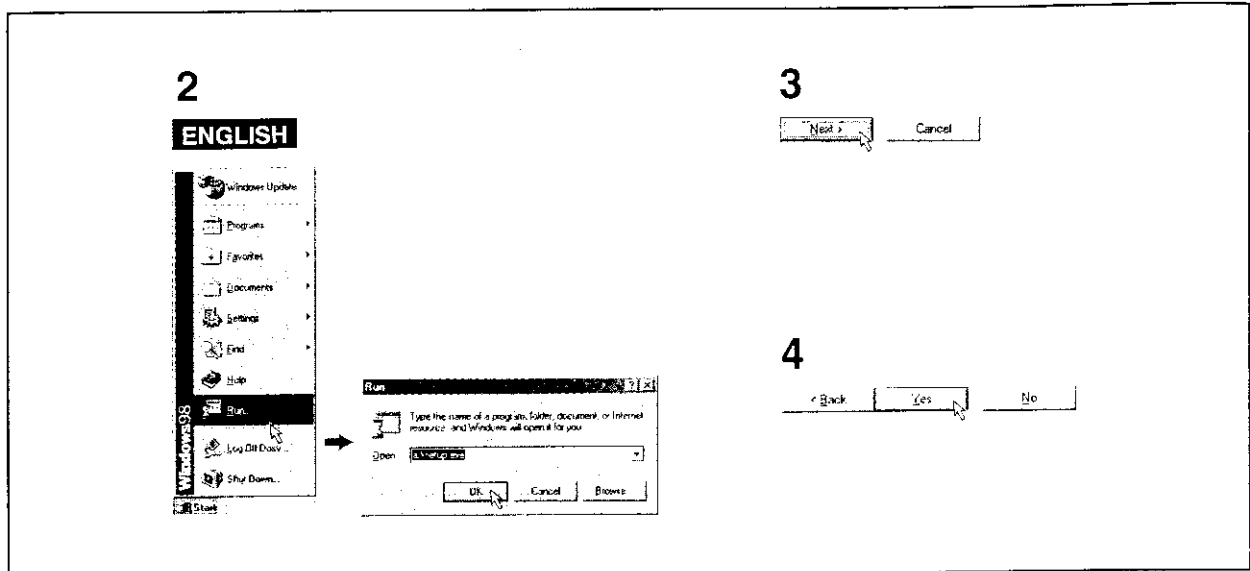 2
ENGLISH
Windows Update
Programs
Favorites
Documents
Settings
Find
Help
Run...
Log Off
Shut Down...
Windows98
Start
Run
Type the name of a program, folder, document, or Internet
resource, and Windows will open it for you.
Open
OK
Cancel
Browse
3
Next >
Cancel
4
< Back
Yes
No